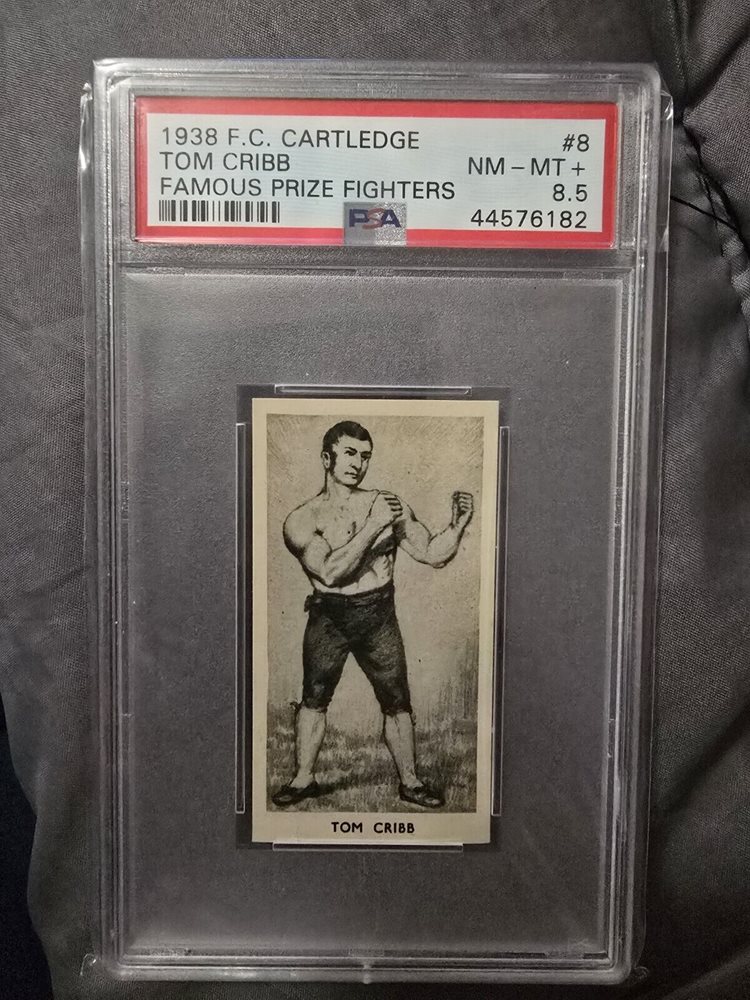 1938 F.C. CARTLEDGE #8
TOM CRIBB NM - MT +
FAMOUS PRIZE FIGHTERS 8.5
PSA 44576182
TOM CRIBB